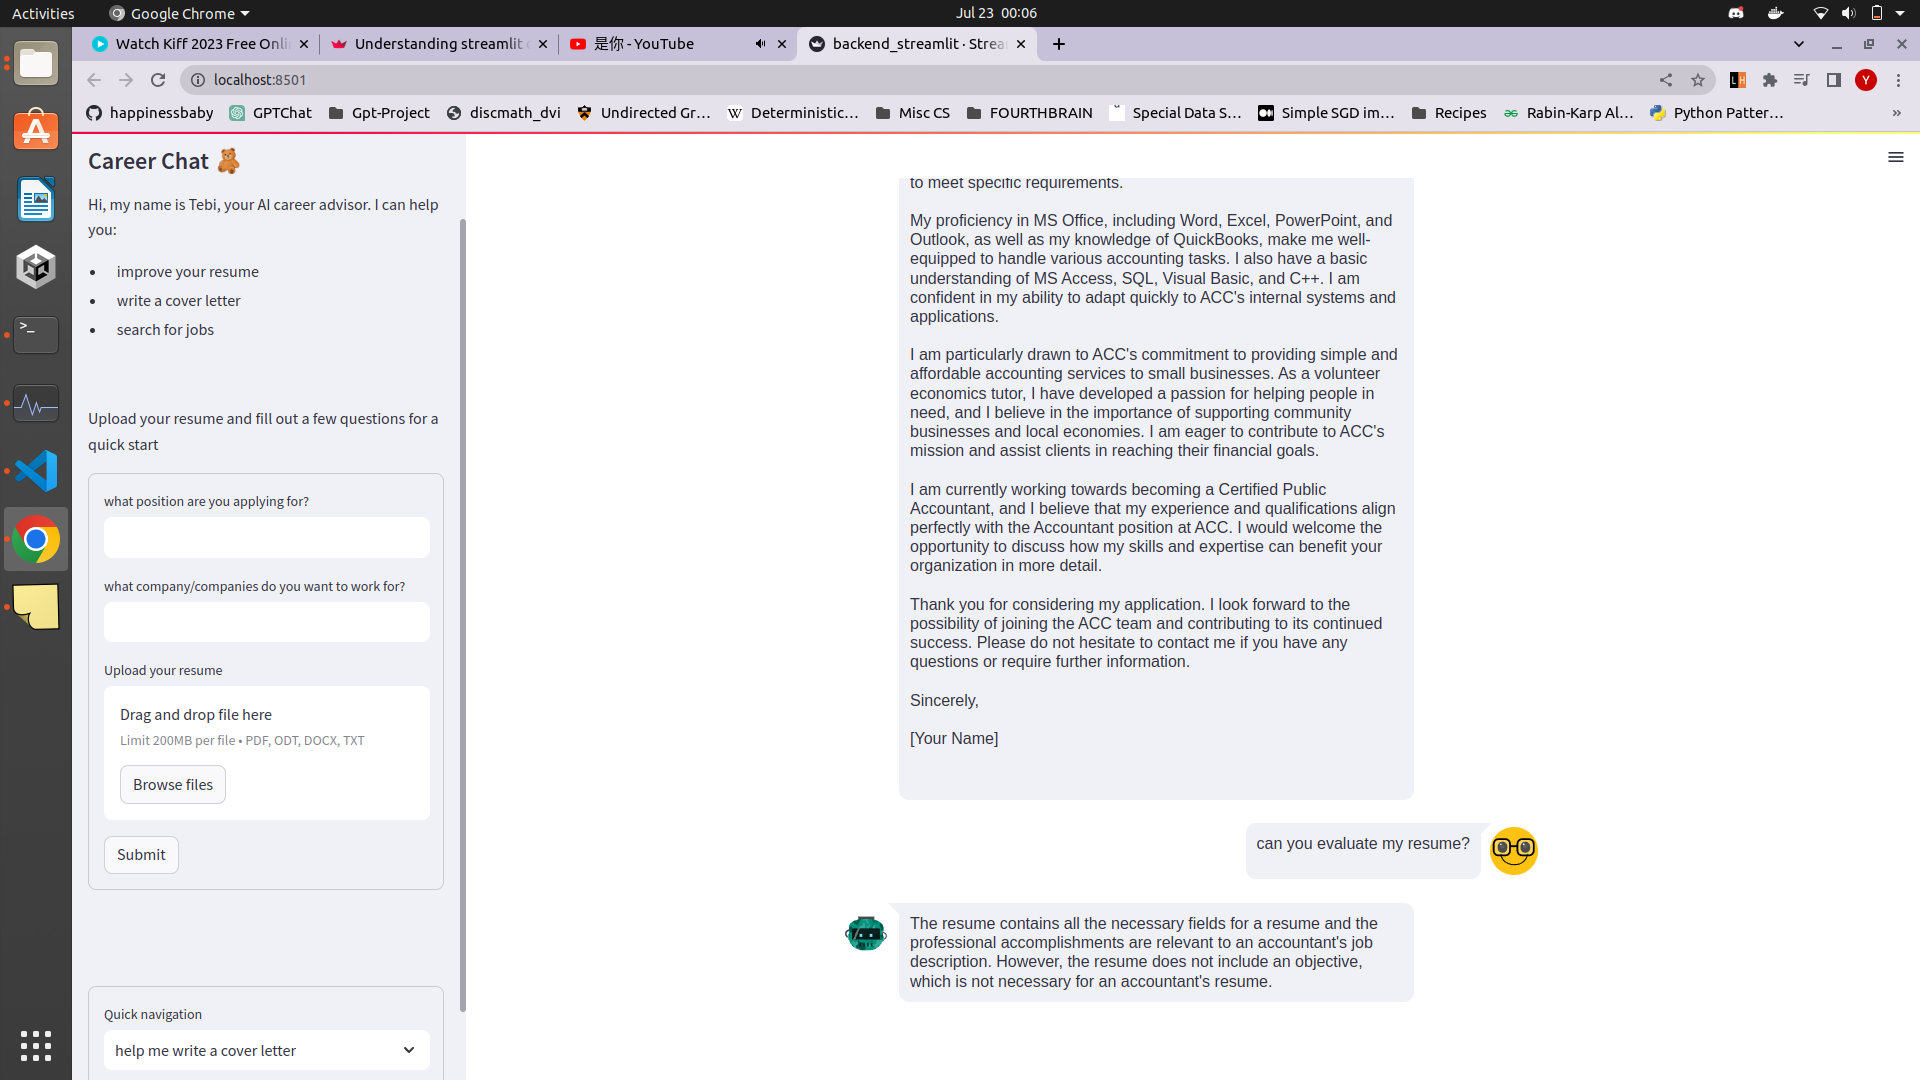 Activities
Google Chrome
Jul 23 00:06
Watch Kiff 2023 Free Onli
Understanding streamlit
是你 - YouTube
backend_streamlit · Strea
localhost:8501
Y
happinessbaby
GPTChat
Gpt-Project
discmath_dvi
Undirected Gr…
W
Deterministic…
Misc CS
FOURTHBRAIN
Special Data S…
Simple SGD im…
Recipes
Rabin-Karp Al…
Python Patter…
»
Career Chat
Hi, my name is Tebi, your AI career advisor. I can help
you:
• improve your resume
• write a cover letter
• search for jobs
Upload your resume and fill out a few questions for a
quick start
what position are you applying for?
what company/companies do you want to work for?
Upload your resume
Drag and drop file here
Limit 200MB per file • PDF, ODT, DOCX, TXT
Browse files
Submit
Quick navigation
help me write a cover letter
to meet specific requirements.
My proficiency in MS Office, including Word, Excel, PowerPoint, and
Outlook, as well as my knowledge of QuickBooks, make me well-
equipped to handle various accounting tasks. I also have a basic
understanding of MS Access, SQL, Visual Basic, and C++. I am
confident in my ability to adapt quickly to ACC's internal systems and
applications.
I am particularly drawn to ACC's commitment to providing simple and
affordable accounting services to small businesses. As a volunteer
economics tutor, I have developed a passion for helping people in
need, and I believe in the importance of supporting community
businesses and local economies. I am eager to contribute to ACC's
mission and assist clients in reaching their financial goals.
I am currently working towards becoming a Certified Public
Accountant, and I believe that my experience and qualifications align
perfectly with the Accountant position at ACC. I would welcome the
opportunity to discuss how my skills and expertise can benefit your
organization in more detail.
Thank you for considering my application. I look forward to the
possibility of joining the ACC team and contributing to its continued
success. Please do not hesitate to contact me if you have any
questions or require further information.
Sincerely,
[Your Name]
can you evaluate my resume?
The resume contains all the necessary fields for a resume and the
professional accomplishments are relevant to an accountant's job
description. However, the resume does not include an objective,
which is not necessary for an accountant's resume.